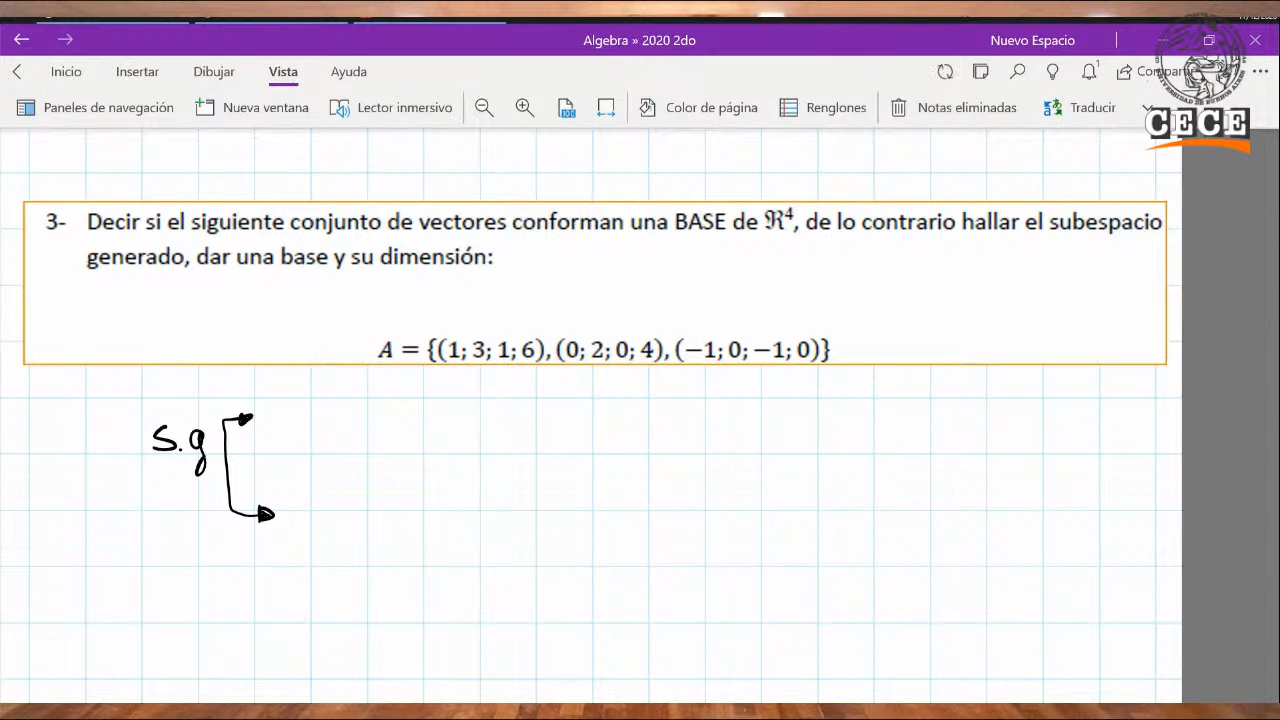 Algebra » 2020 2do
Nuevo Espacio
Inicio Insertar Dibujar Vista Ayuda
1
Paneles de navegación Nueva ventana Lector inmersivo 100 Color de página Renglones Notas eliminadas Traducir
CECE
3- Decir si el siguiente conjunto de vectores conforman una BASE de ℜ⁴, de lo contrario hallar el subespacio
generado, dar una base y su dimensión:
A = {(1; 3; 1; 6), (0; 2; 0; 4), (−1; 0; −1; 0)}
S.g